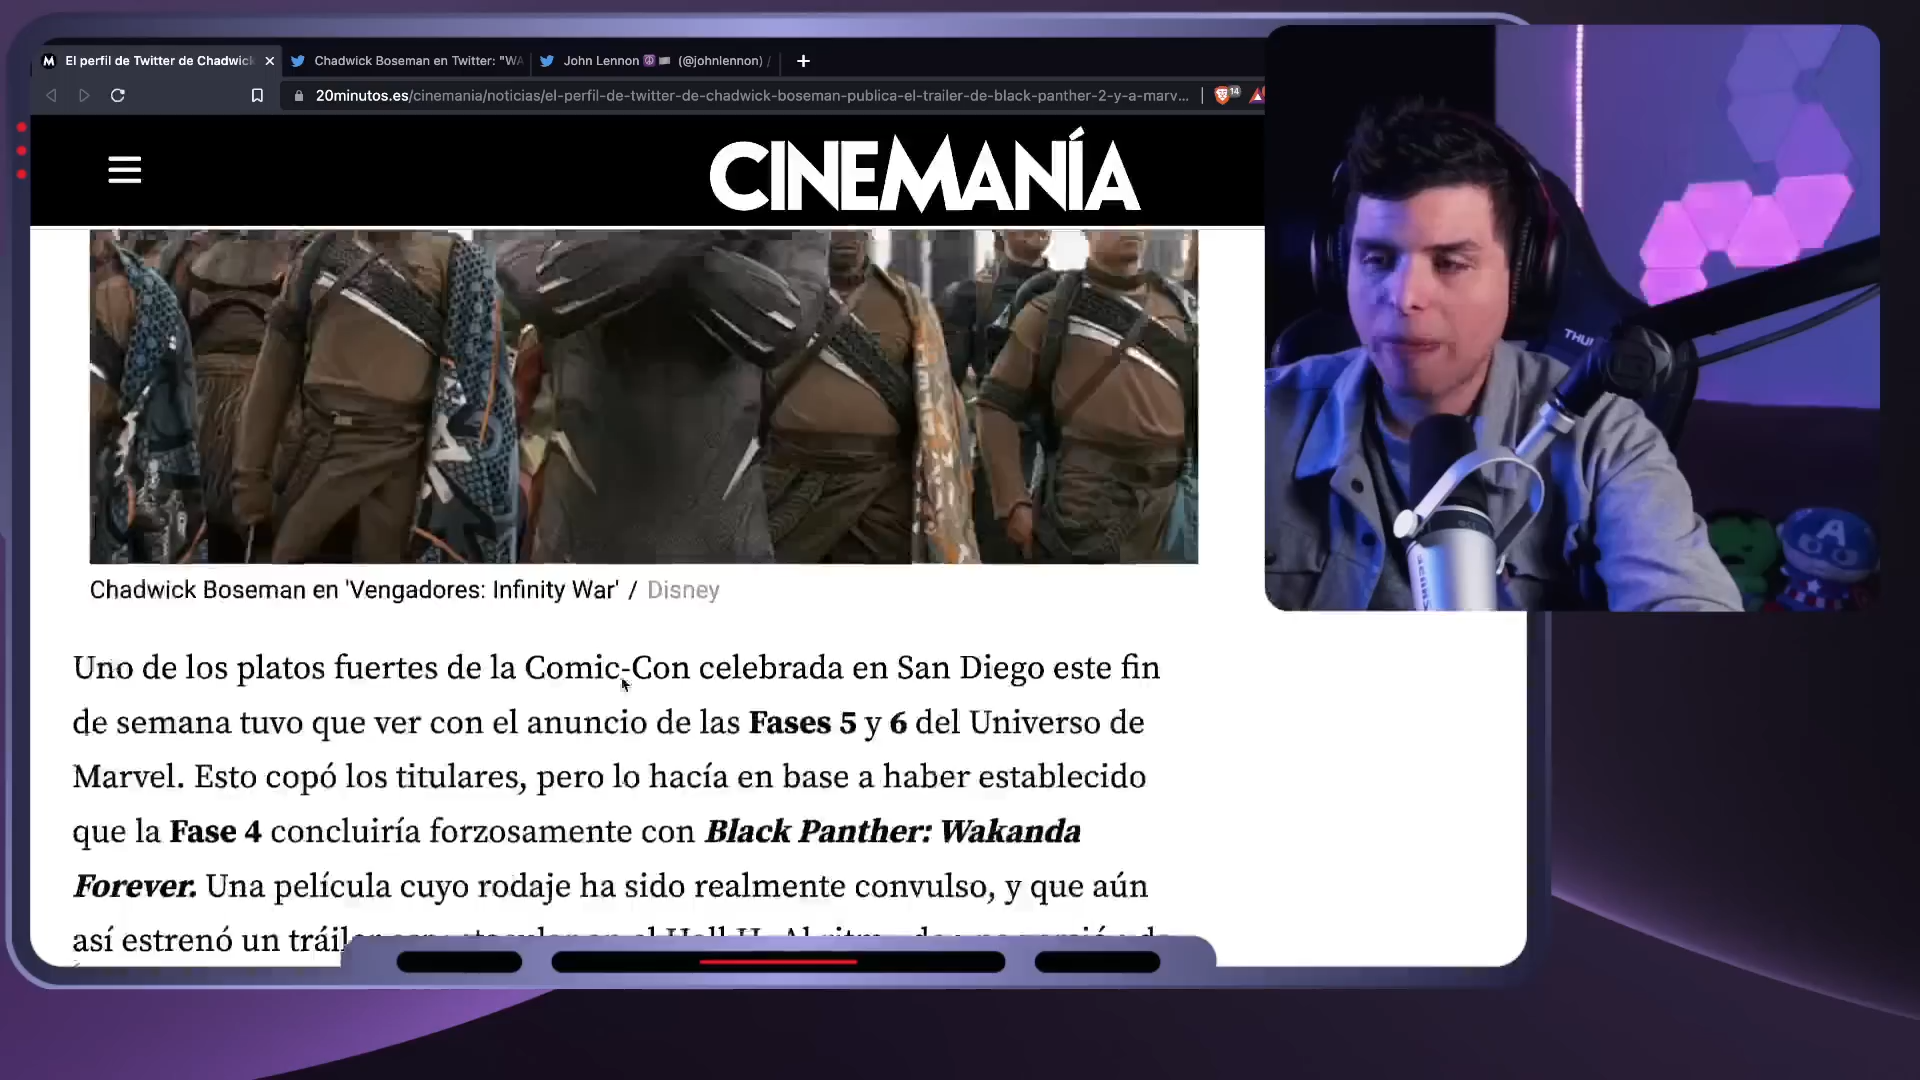 El perfil de Twitter de Chadwick
Chadwick Boseman en Twitter: "WA
John Lennon (@johnlennon) /
20minutos.es/cinemania/noticias/el-perfil-de-twitter-de-chadwick-boseman-publica-el-trailer-de-black-panther-2-y-a-marv...
14
CINEMANÍA
THU
A
Chadwick Boseman en 'Vengadores: Infinity War' / Disney
Uno de los platos fuertes de la Comic-Con celebrada en San Diego este fin
de semana tuvo que ver con el anuncio de las Fases 5 y 6 del Universo de
Marvel. Esto copó los titulares, pero lo hacía en base a haber establecido
que la Fase 4 concluiría forzosamente con Black Panther: Wakanda
Forever. Una película cuyo rodaje ha sido realmente convulso, y que aún
así estrenó un tráiler